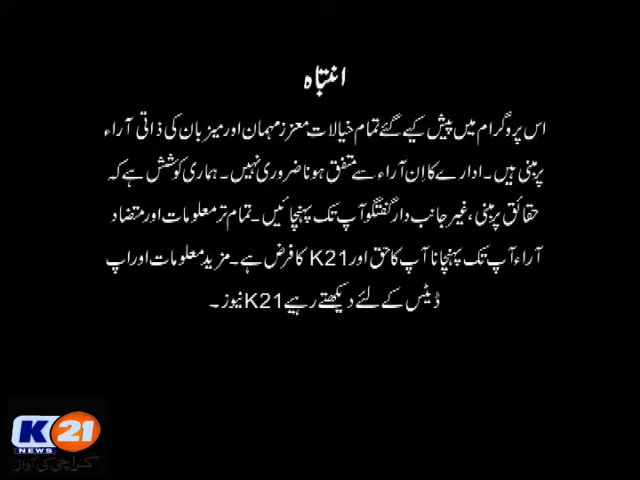 انتباہ
اس پروگرام میں پیش کیے گئے تمام خیالات معزز مہمان اور میزبان کی ذاتی آراء
پر مبنی ہیں۔ ادارے کا اِن آراء سے متفق ہونا ضروری نہیں۔ ہماری کوشش ہے کہ
حقائق پر مبنی، غیر جانب دار گفتگو آپ تک پہنچائیں۔ تمام تر معلومات اور متضاد
آراء آپ تک پہنچانا آپ کا حق اور K21 کا فرض ہے۔ مزید معلومات اور اپ
ڈیٹس کے لئے دیکھتے رہیے K21 نیوز۔
K21
NEWS
کراچی کی آواز